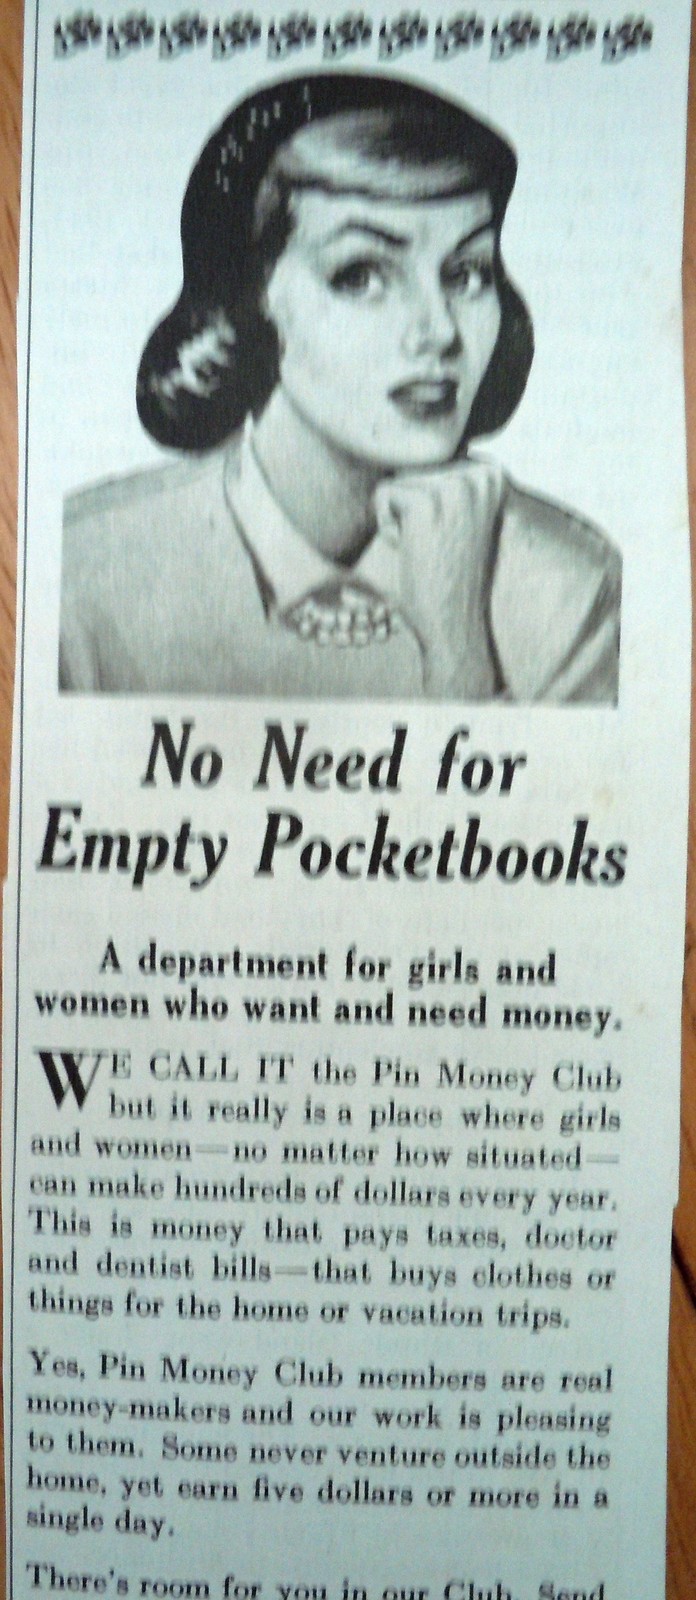 No Need for
Empty Pocketbooks
A department for girls and
women who want and need money.
WE CALL IT the Pin Money Club
but it really is a place where girls
and women—no matter how situated—
can make hundreds of dollars every year.
This is money that pays taxes, doctor
and dentist bills—that buys clothes or
things for the home or vacation trips.
Yes, Pin Money Club members are real
money-makers and our work is pleasing
to them. Some never venture outside the
home, yet earn five dollars or more in a
single day.
There's room for you in our Club. Send